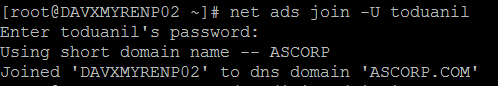 [root@DAVXMYRENP02 ~]# net ads join -U toduanil
Enter toduanil's password:
Using short domain name -- ASCORP
Joined 'DAVXMYRENP02' to dns domain 'ASCORP.COM'